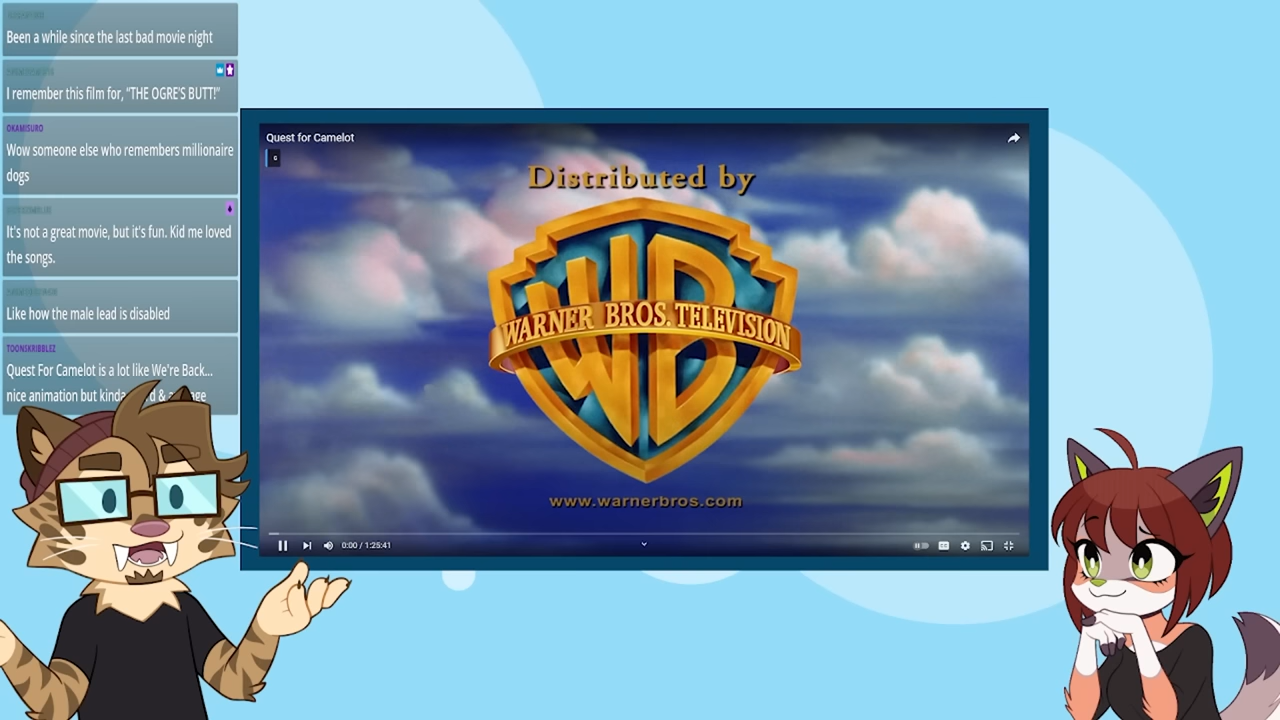 Been a while since the last bad movie night
I remember this film for, "THE OGRE'S BUTT!"
OKAMISURO
Wow someone else who remembers millionaire
dogs
It's not a great movie, but it's fun. Kid me loved
the songs.
Like how the male lead is disabled
TOONSKRIBBLEZ
Quest For Camelot is a lot like We're Back...
nice animation but kinda
Quest for Camelot
G
Distributed by
WB
WARNER BROS. TELEVISION
www.warnerbros.com
0:00 / 1:25:41
CC